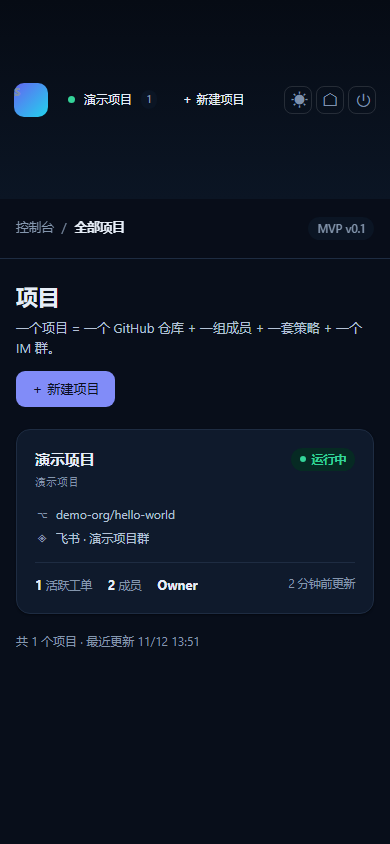 演示项目 1 + 新建项目
控制台 / 全部项目 MVP v0.1
项目
一个项目 = 一个 GitHub 仓库 + 一组成员 + 一套策略 + 一个
IM 群。
+ 新建项目
演示项目 运行中
演示项目
demo-org/hello-world
飞书 · 演示项目群
1 活跃工单 2 成员 Owner 2 分钟前更新
共 1 个项目 · 最近更新 11/12 13:51